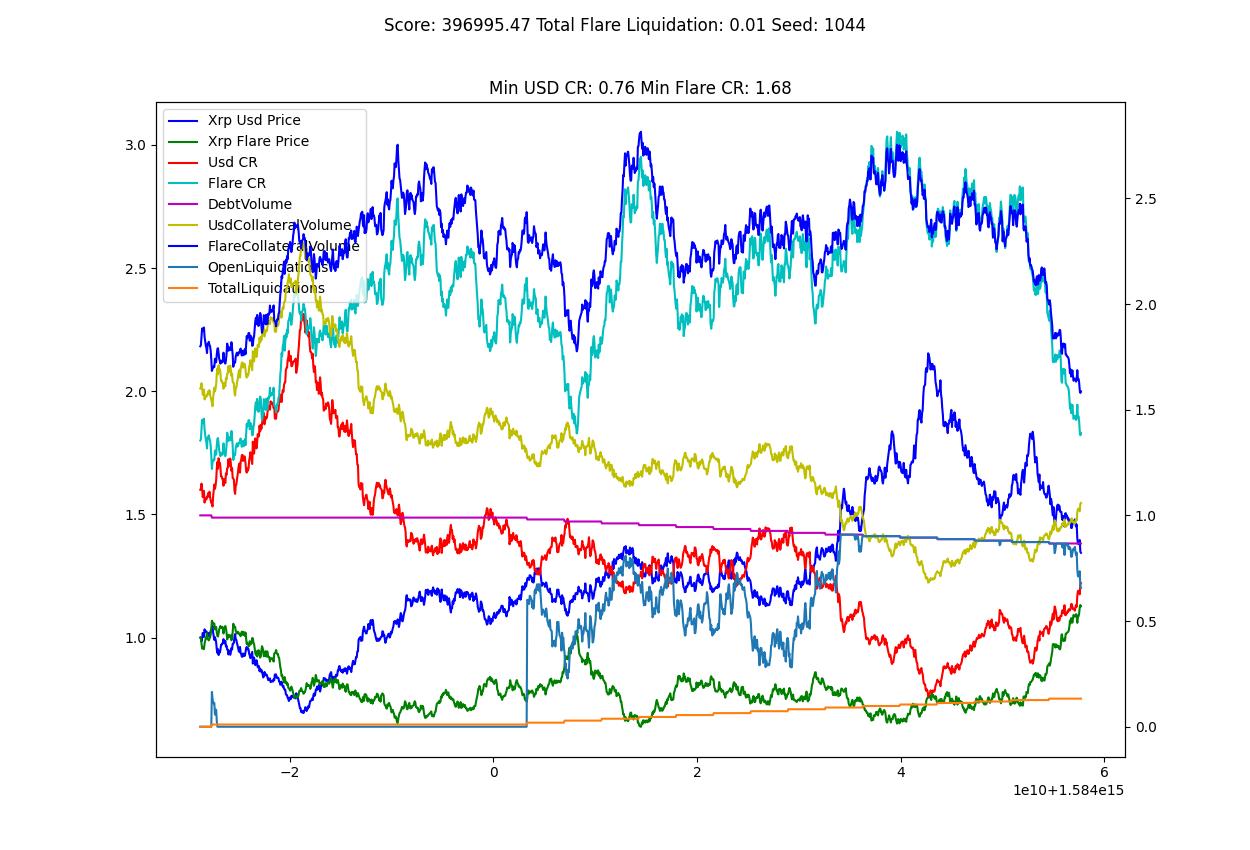 Score: 396995.47 Total Flare Liquidation: 0.01 Seed: 1044
Min USD CR: 0.76 Min Flare CR: 1.68
Xrp Usd Price
Xrp Flare Price
Usd CR
Flare CR
DebtVolume
UsdCollateralVolume
FlareCollateralVolume
OpenLiquidations
TotalLiquidations
3.0
2.5
2.0
1.5
1.0
2.5
2.0
1.5
1.0
0.5
0.0
−2 0 2 4 6
1e10+1.584e15